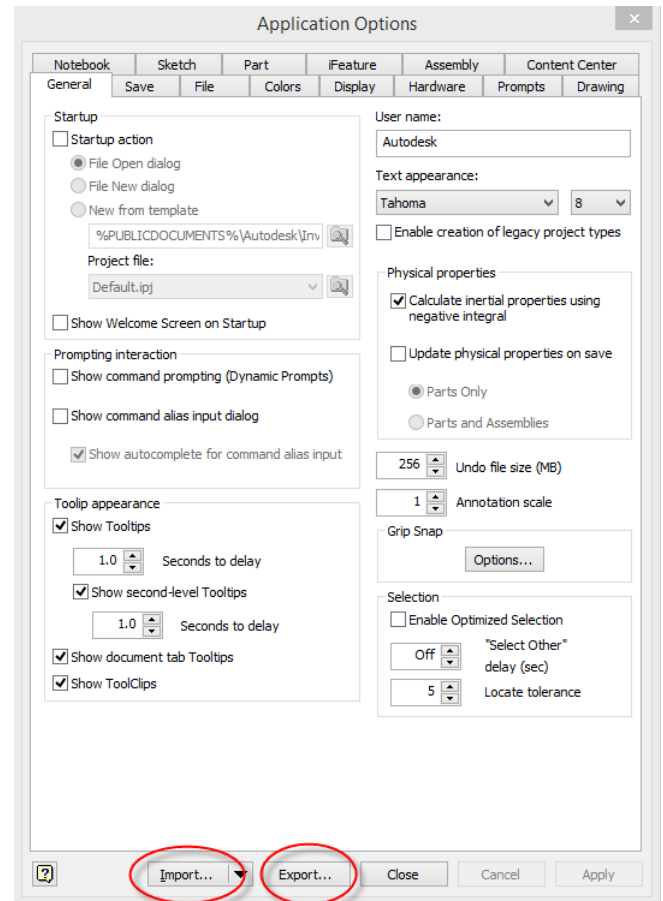 Application Options
Notebook Sketch Part iFeature Assembly Content Center
General Save File Colors Display Hardware Prompts Drawing
Startup
Startup action
File Open dialog
File New dialog
New from template
%PUBLICDOCUMENTS%\Autodesk\Inv
Project file:
Default.ipj
Show Welcome Screen on Startup
Prompting interaction
Show command prompting (Dynamic Prompts)
Show command alias input dialog
Show autocomplete for command alias input
Toolip appearance
Show Tooltips
1.0 Seconds to delay
Show second-level Tooltips
1.0 Seconds to delay
Show document tab Tooltips
Show ToolClips
User name:
Autodesk
Text appearance:
Tahoma 8
Enable creation of legacy project types
Physical properties
Calculate inertial properties using
negative integral
Update physical properties on save
Parts Only
Parts and Assemblies
256 Undo file size (MB)
1 Annotation scale
Grip Snap
Options...
Selection
Enable Optimized Selection
Off "Select Other"
delay (sec)
5 Locate tolerance
Import... Export... Close Cancel Apply